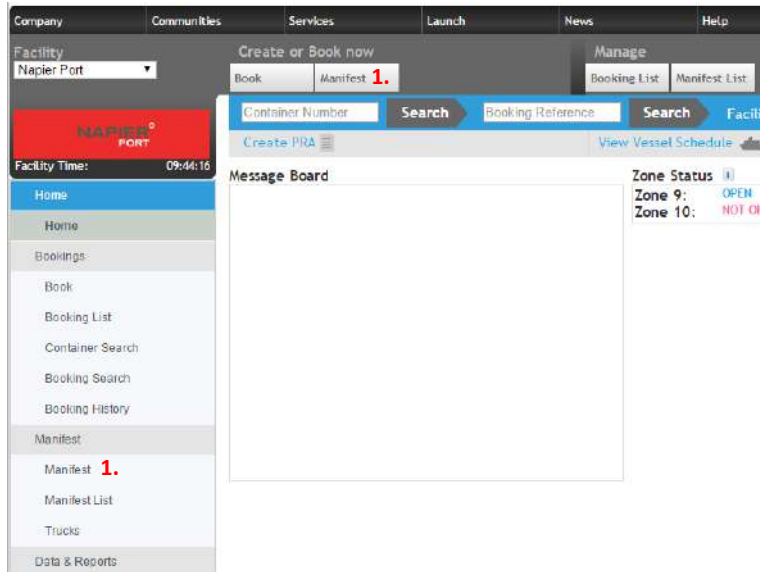 Company Communities Services Launch News Help
Facility
Napier Port
Create or Book now
Book Manifest 1.
Manage
Booking List Manifest List
Container Number Search Booking Reference Search
Create PRA
View Vessel Schedule
NAPIER
PORT
Facility Time: 09:44:16
Home
Home
Bookings
Book
Booking List
Container Search
Booking Search
Booking History
Manifest
Manifest 1.
Manifest List
Trucks
Data & Reports
Message Board
Zone Status i
Zone 9: OPEN
Zone 10: NOT